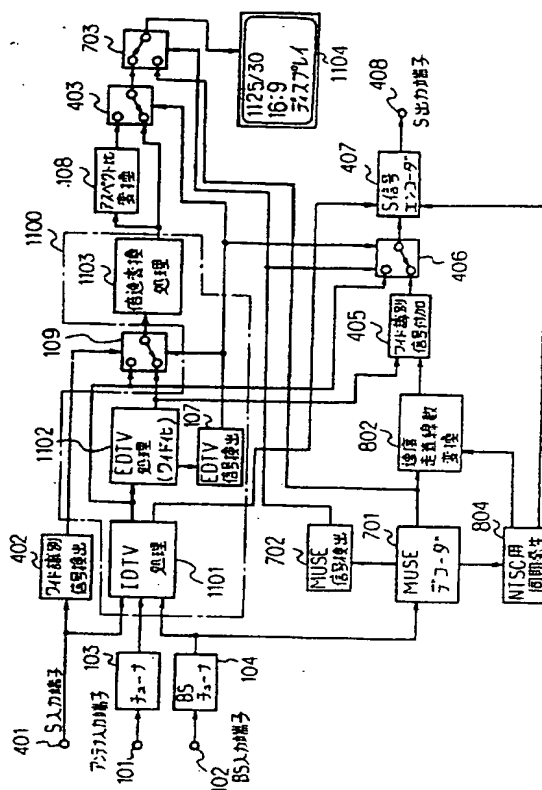 401
S入力端子
アンテナ入力端子
101
102
BS入力端子
103
チューナ
104
BS
チューナ
402
ワイド識別
信号検出
IDTV
処理
1101
1102
EDTV
処理
(ワイド化)
107
EDTV
信号検出
109
1100
1103
倍速変換
処理
108
アスペクト比
変換
403
703
1125/30
16:9
ディスプレイ
1104
702
MUSE
信号検出
701
MUSE
デコーダ
802
走査線数
変換
804
NTSC用
同期発生
405
ワイド識別
信号付加
406
407
S信号
エンコーダ
408
S出力端子